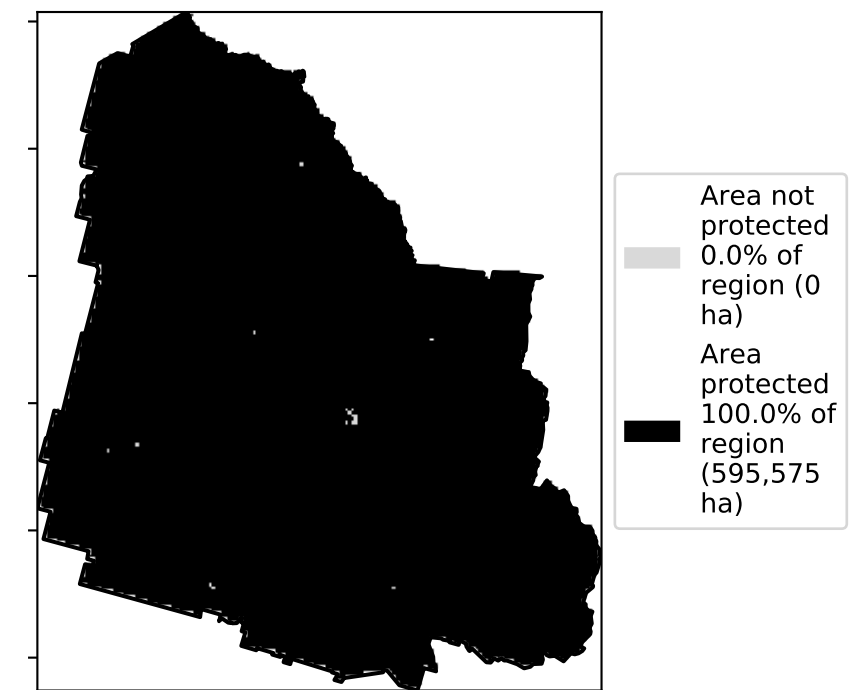 Area not
protected
0.0% of
region (0
ha)
Area
protected
100.0% of
region
(595,575
ha)